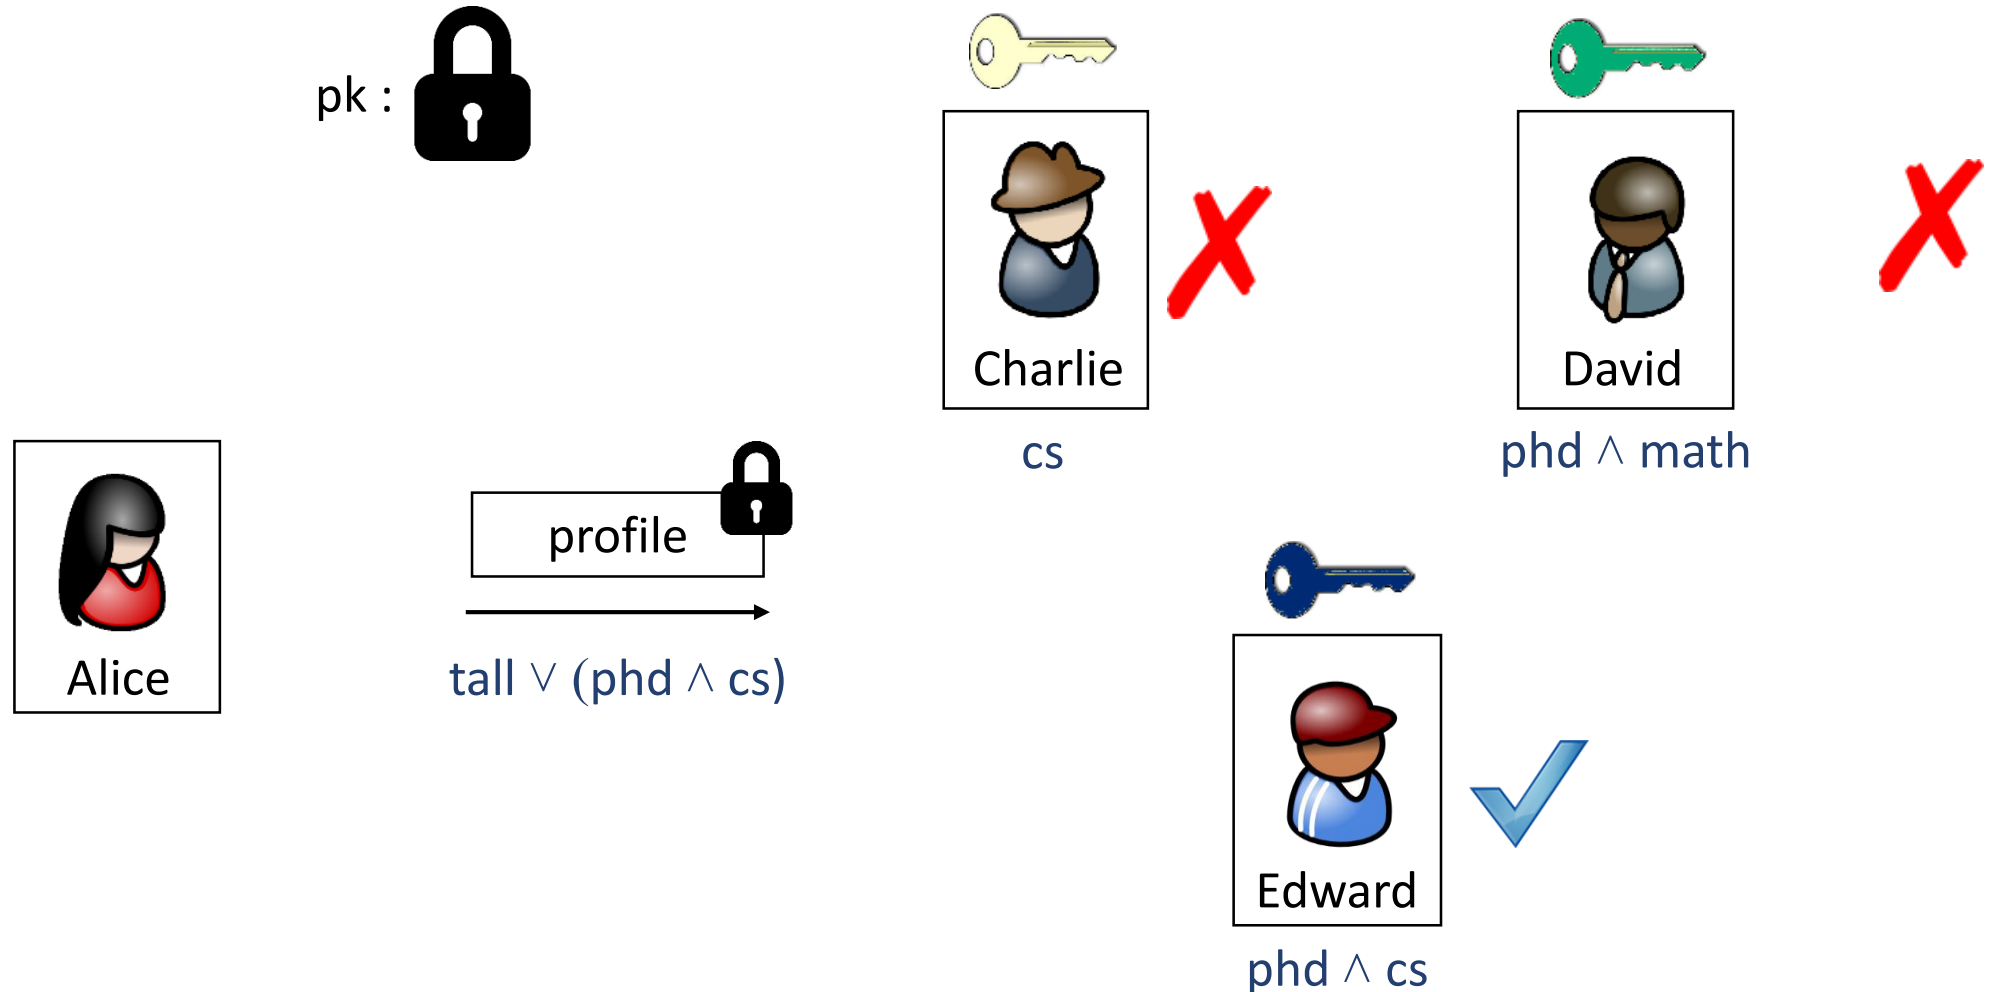 pk :
Charlie
cs
David
phd ∧ math
Alice
profile
tall ∨ (phd ∧ cs)
Edward
phd ∧ cs